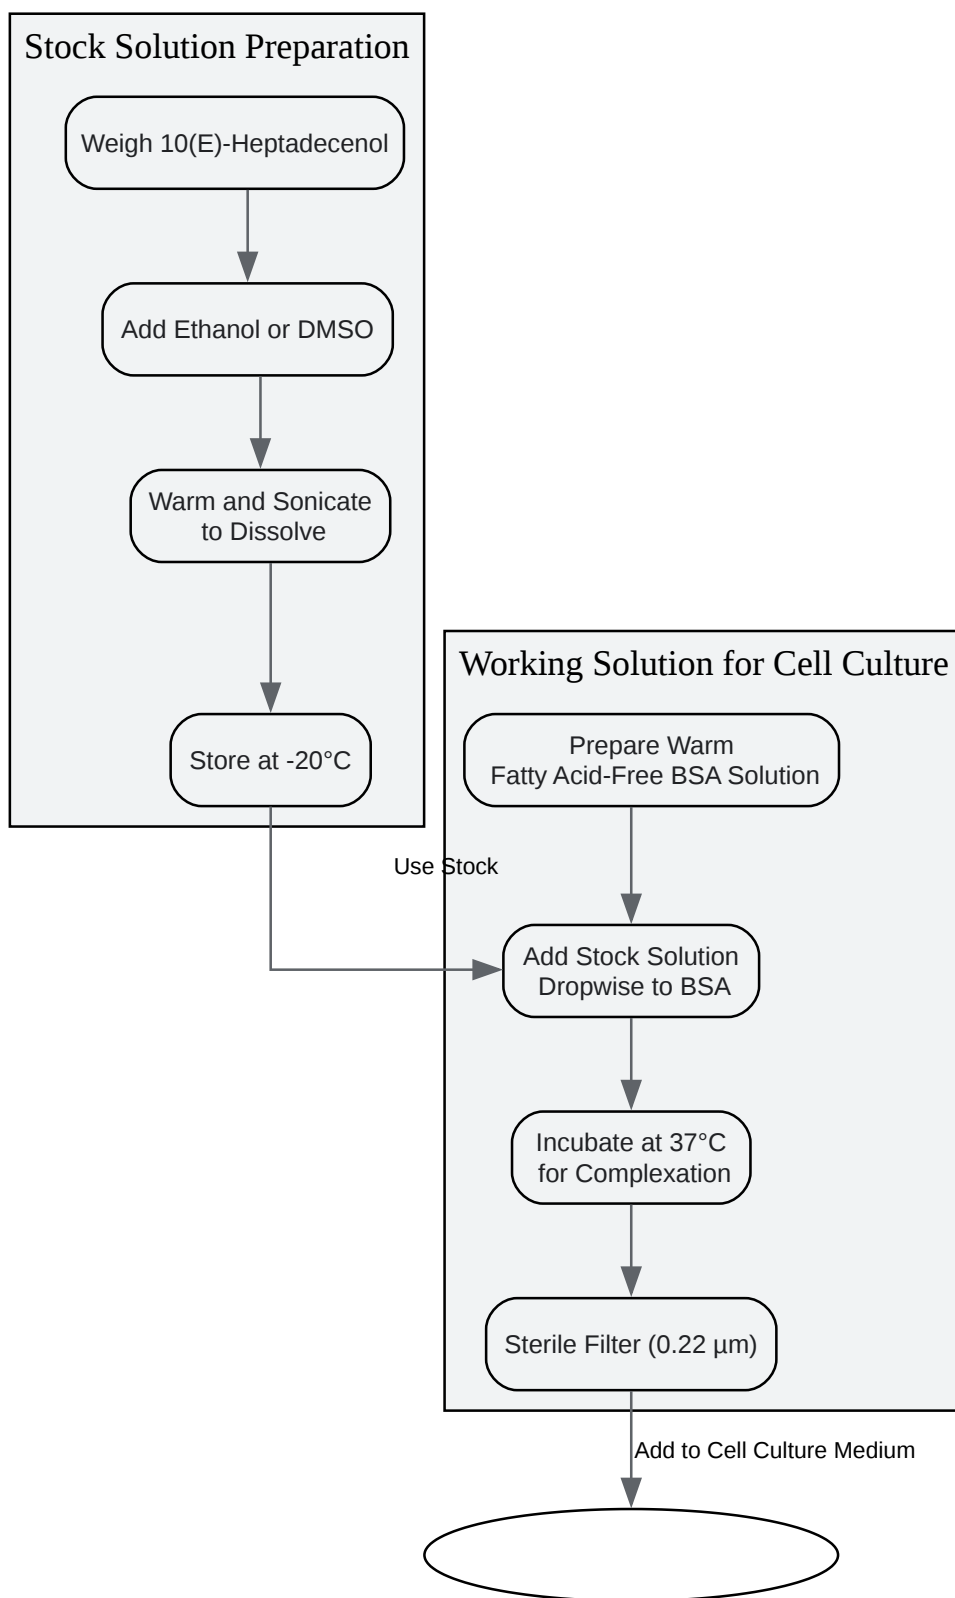 Stock Solution Preparation
Weigh 10(E)-Heptadecenol
Add Ethanol or DMSO
Warm and Sonicate
to Dissolve
Store at -20°C
Use Stock
Working Solution for Cell Culture
Prepare Warm
Fatty Acid-Free BSA Solution
Add Stock Solution
Dropwise to BSA
Incubate at 37°C
for Complexation
Sterile Filter (0.22 µm)
Add to Cell Culture Medium